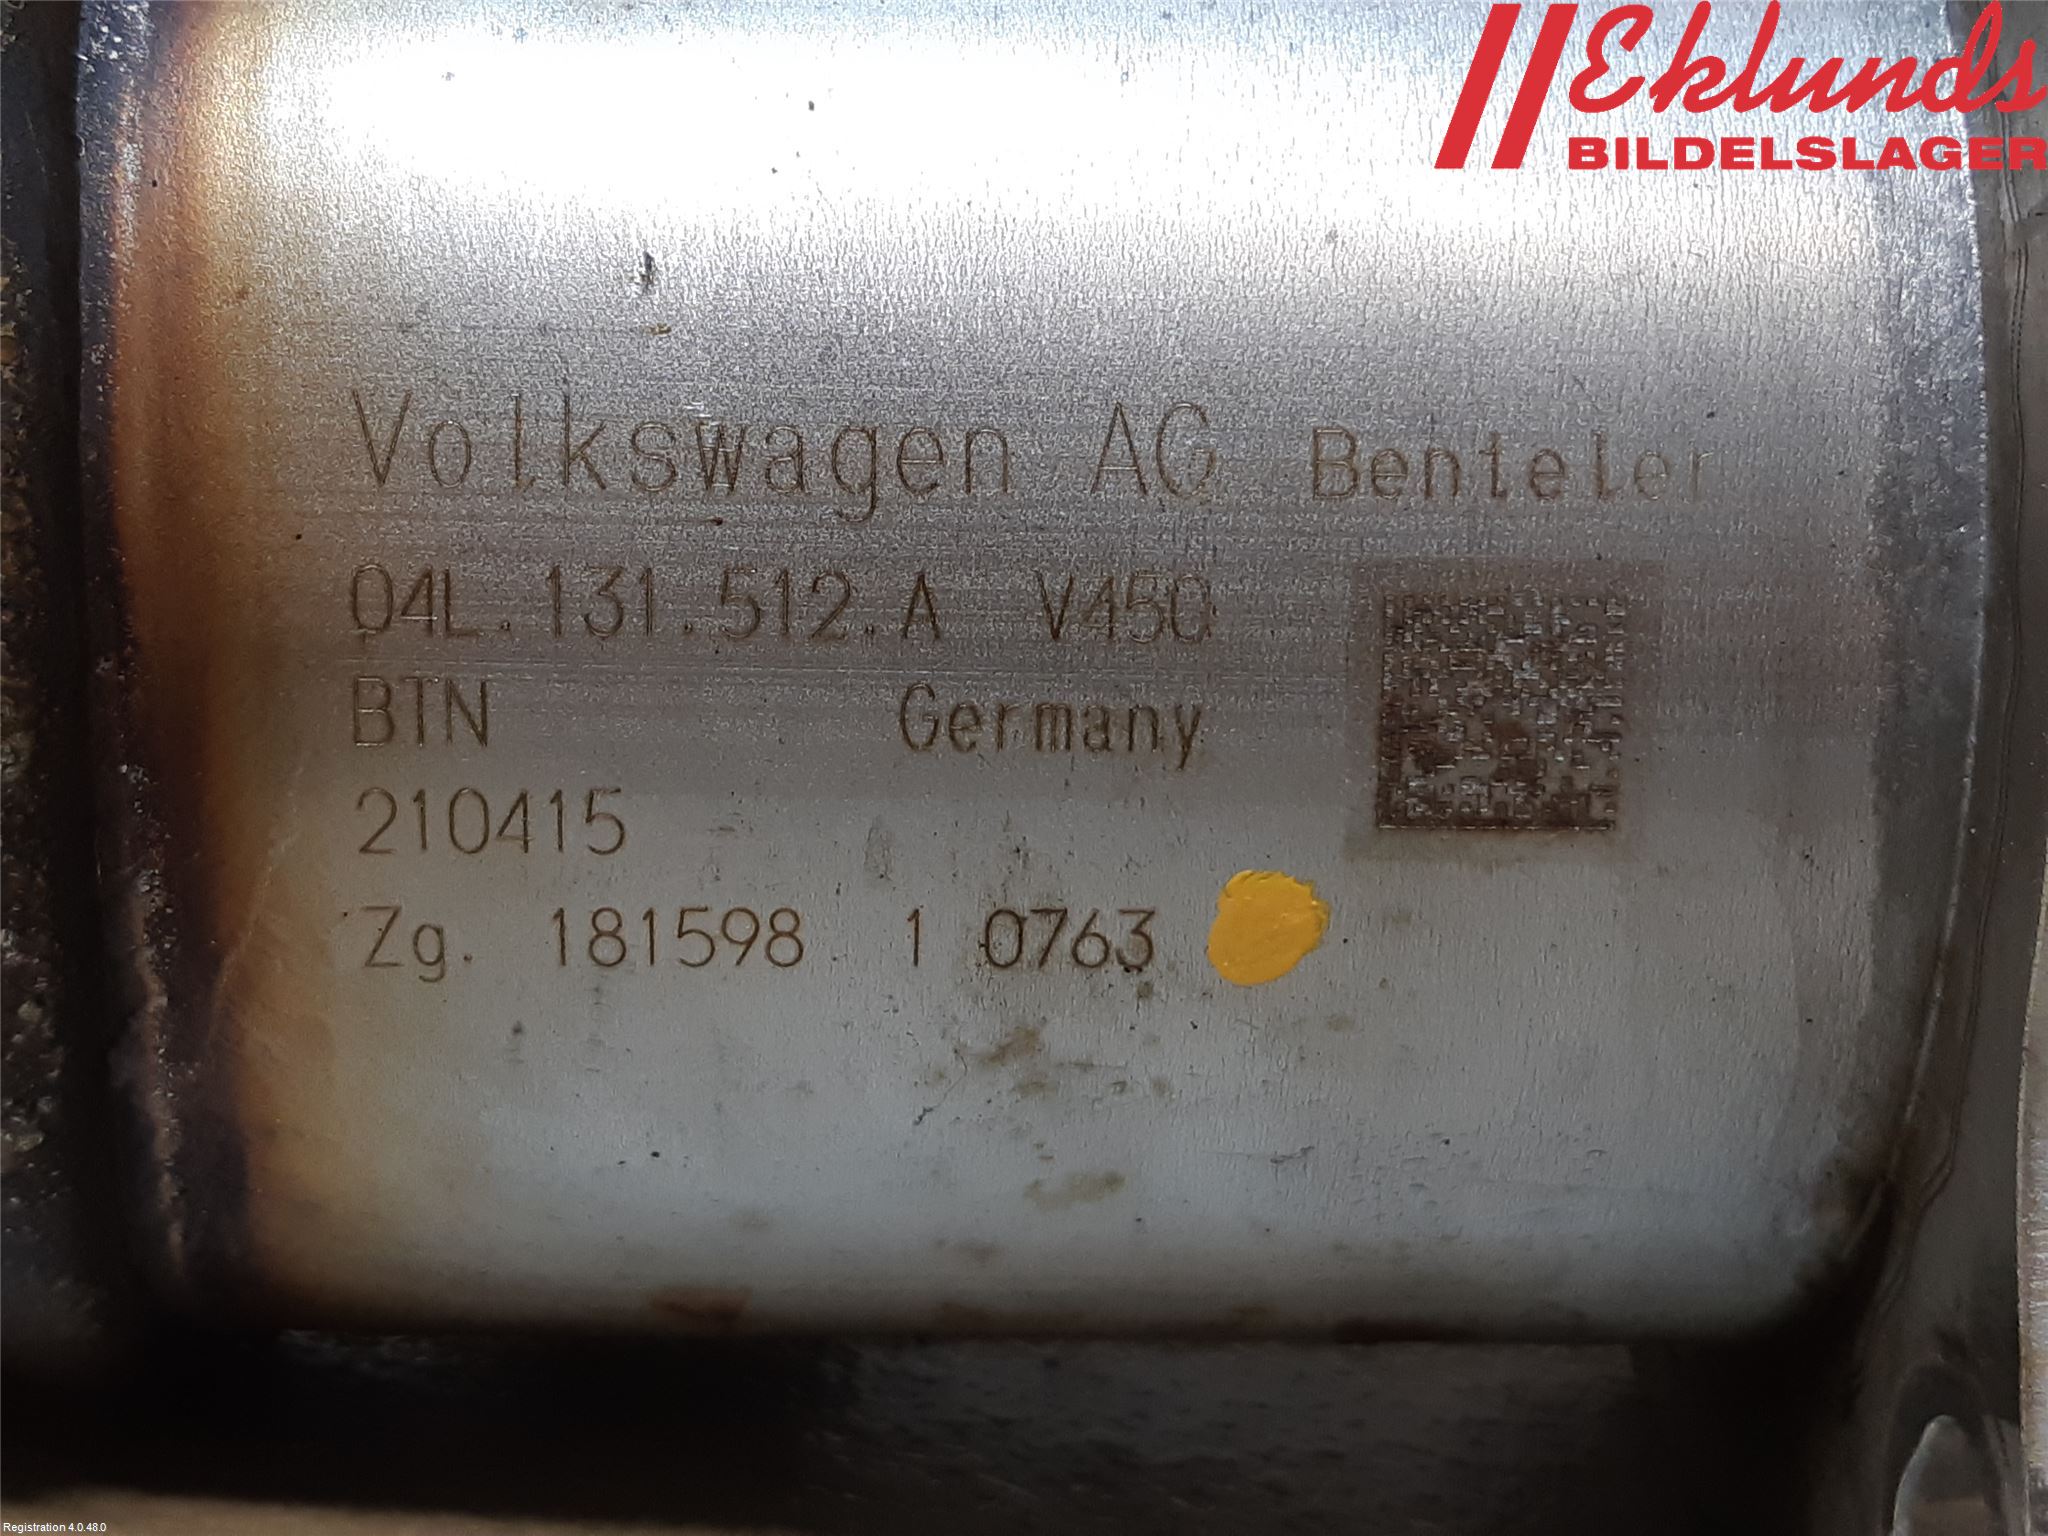 Eklunds
BILDELSLAGER
Volkswagen AG Benteler
04L.131.512.A V450
BTN Germany
210415
Zg. 181598 1 0763
Registration 4.0.48.0